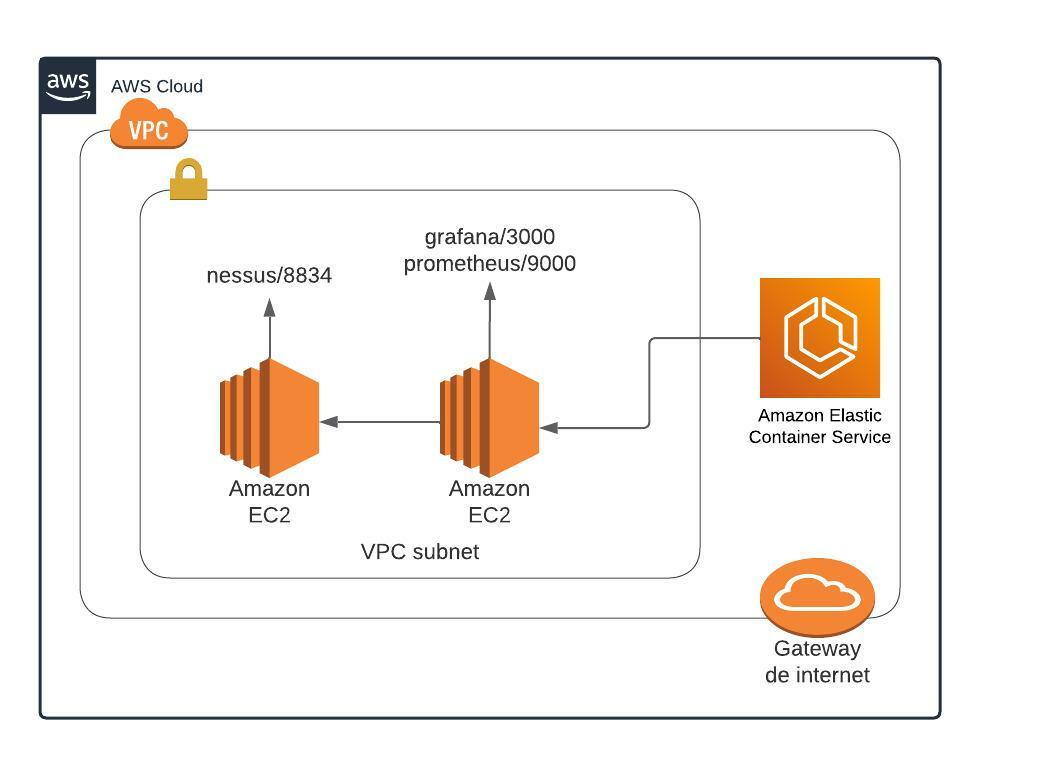 aws
AWS Cloud
VPC
grafana/3000
prometheus/9000
nessus/8834
Amazon Elastic
Container Service
Amazon
EC2
Amazon
EC2
VPC subnet
Gateway
de internet